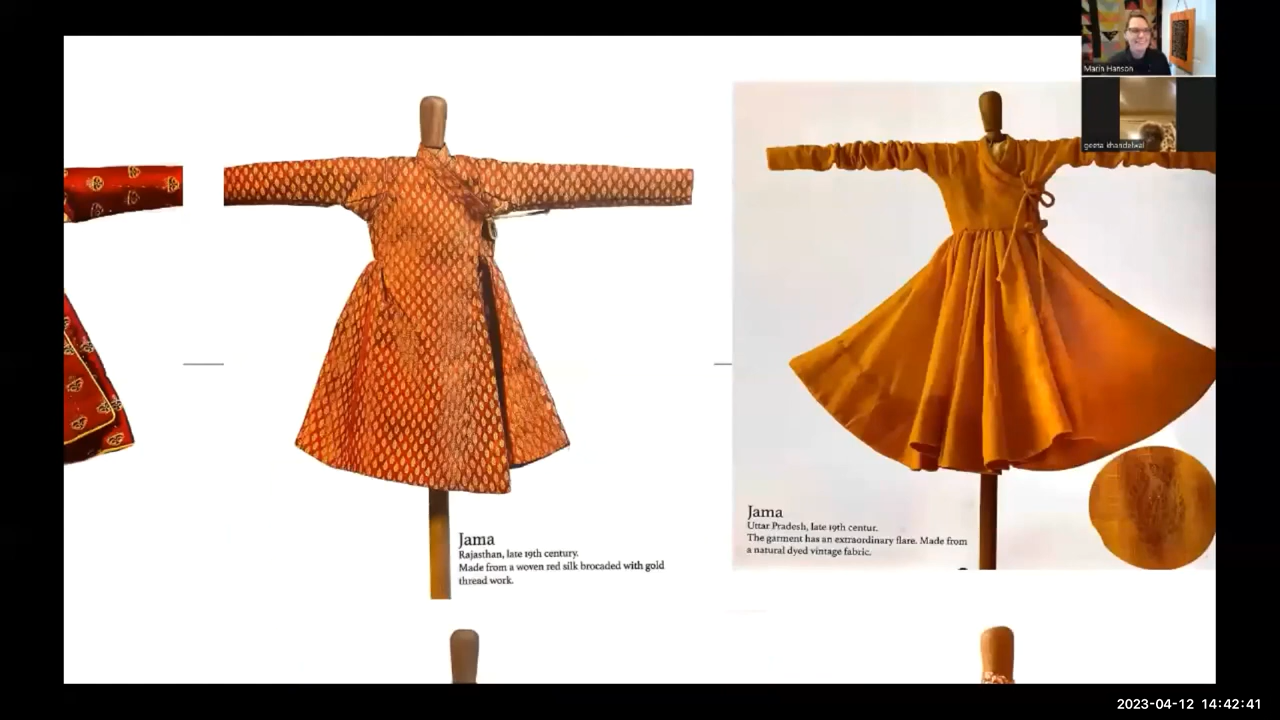 Marin Hanson
geeta khandelwal
Jama
Rajasthan, late 19th century.
Made from a woven red silk brocaded with gold
thread work.
Jama
Uttar Pradesh, late 19th centur.
The garment has an extraordinary flare. Made from
a natural dyed vintage fabric.
2023-04-12 14:42:41